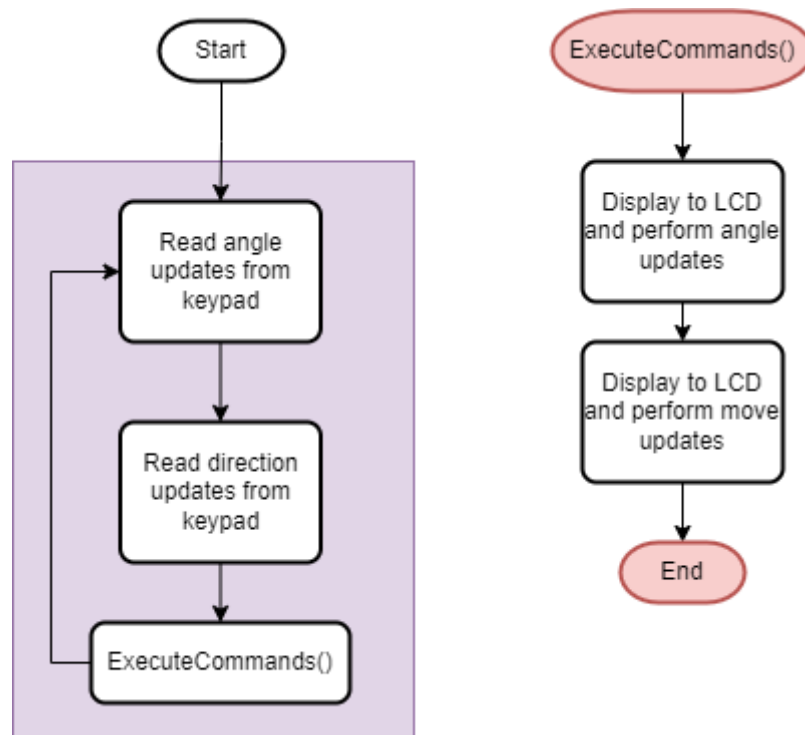 Start
Read angle
updates from
keypad
Read direction
updates from
keypad
ExecuteCommands()
ExecuteCommands()
Display to LCD
and perform angle
updates
Display to LCD
and perform move
updates
End